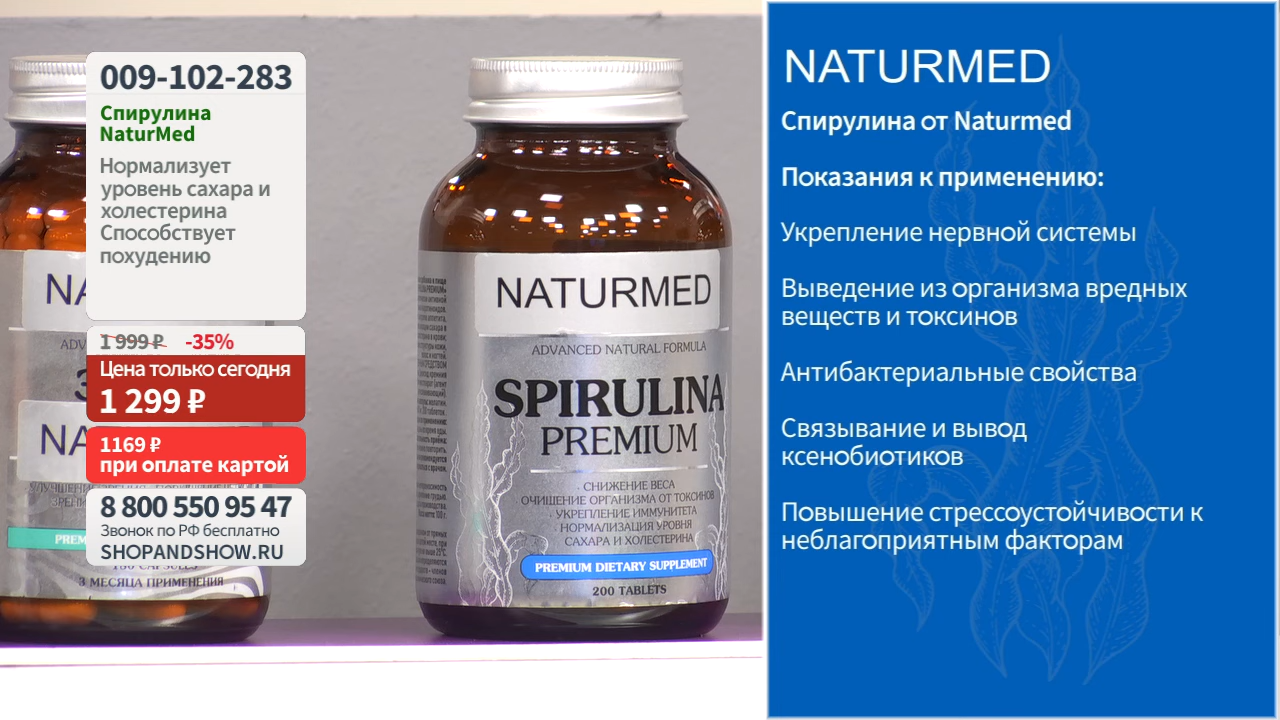 009-102-283
Спирулина
NaturMed
Нормализует
уровень сахара и
холестерина
Способствует
похудению
1 999 ₽ -35%
Цена только сегодня
1 299 ₽
1169 ₽
при оплате картой
8 800 550 95 47
Звонок по РФ бесплатно
SHOPANDSHOW.RU
3 МЕСЯЦА ПРИМЕНЕНИЯ
NATURMED
ADVANCED NATURAL FORMULA
SPIRULINA
PREMIUM
СНИЖЕНИЕ ВЕСА
ОЧИЩЕНИЕ ОРГАНИЗМА ОТ ТОКСИНОВ
УКРЕПЛЕНИЕ ИММУНИТЕТА
НОРМАЛИЗАЦИЯ УРОВНЯ
САХАРА И ХОЛЕСТЕРИНА
PREMIUM DIETARY SUPPLEMENT
200 TABLETS
NATURMED
Спирулина от Naturmed
Показания к применению:
Укрепление нервной системы
Выведение из организма вредных
веществ и токсинов
Антибактериальные свойства
Связывание и вывод
ксенобиотиков
Повышение стрессоустойчивости к
неблагоприятным факторам